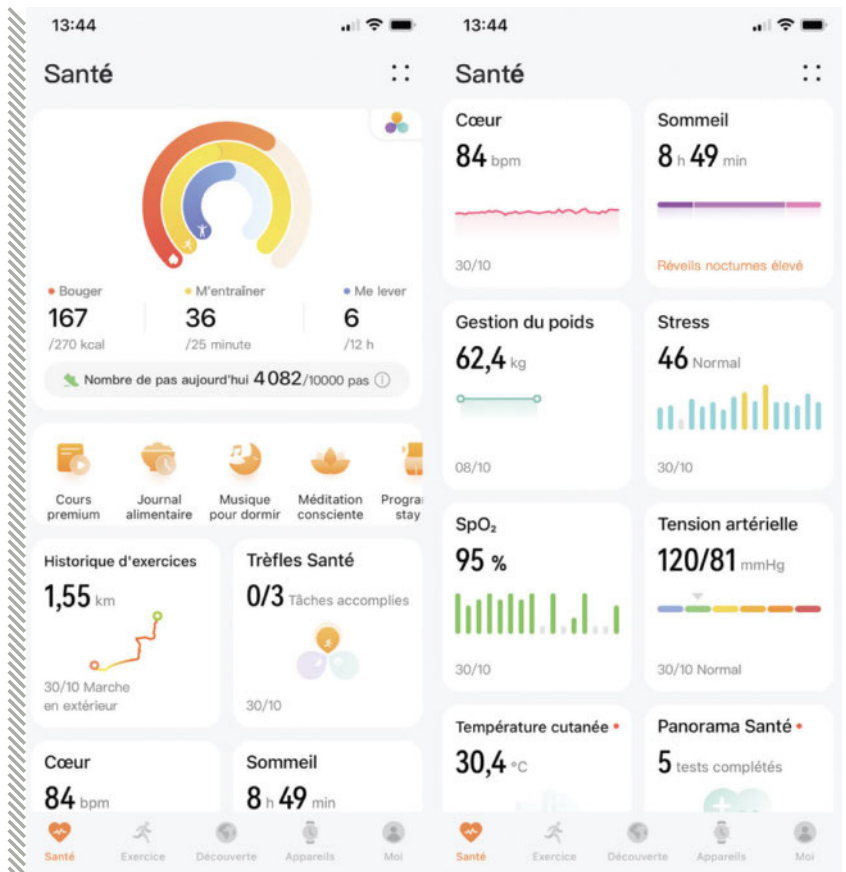 13:44
Santé
Bouger
M'entraîner
Me lever
167
36
6
/270 kcal
/25 minute
/12 h
Nombre de pas aujourd'hui 4 082/10000 pas
Cours premium
Journal alimentaire
Musique pour dormir
Méditation consciente
Progra
stay
Historique d'exercices
1,55 km
30/10 Marche
en extérieur
Trèfles Santé
0/3 Tâches accomplies
30/10
Cœur
84 bpm
Sommeil
8 h 49 min
Santé
Exercice
Découverte
Appareils
Moi
13:44
Santé
Cœur
84 bpm
30/10
Sommeil
8 h 49 min
Réveils nocturnes élevé
Gestion du poids
62,4 kg
08/10
Stress
46 Normal
30/10
SpO₂
95 %
30/10
Tension artérielle
120/81 mmHg
30/10 Normal
Température cutanée
30,4 °C
Panorama Santé
5 tests complétés
Santé
Exercice
Découverte
Appareils
Moi